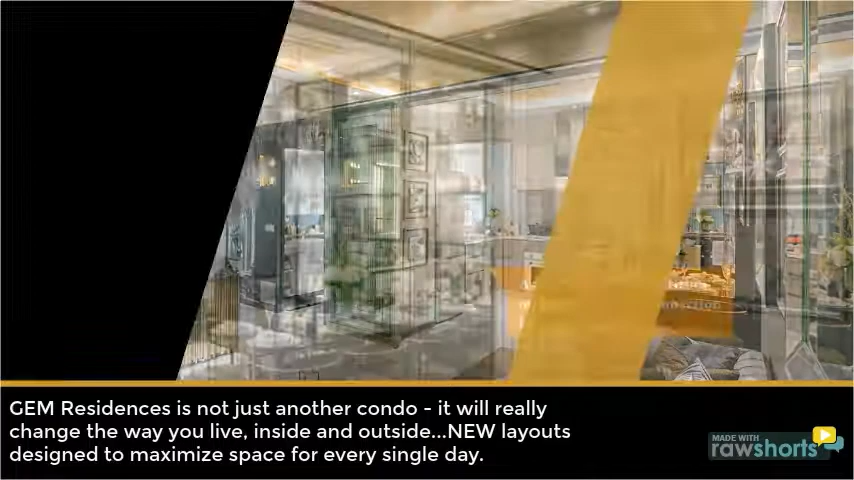 GEM Residences is not just another condo - it will really
change the way you live, inside and outside...NEW layouts
designed to maximize space for every single day.
MADE WITH
rawshorts